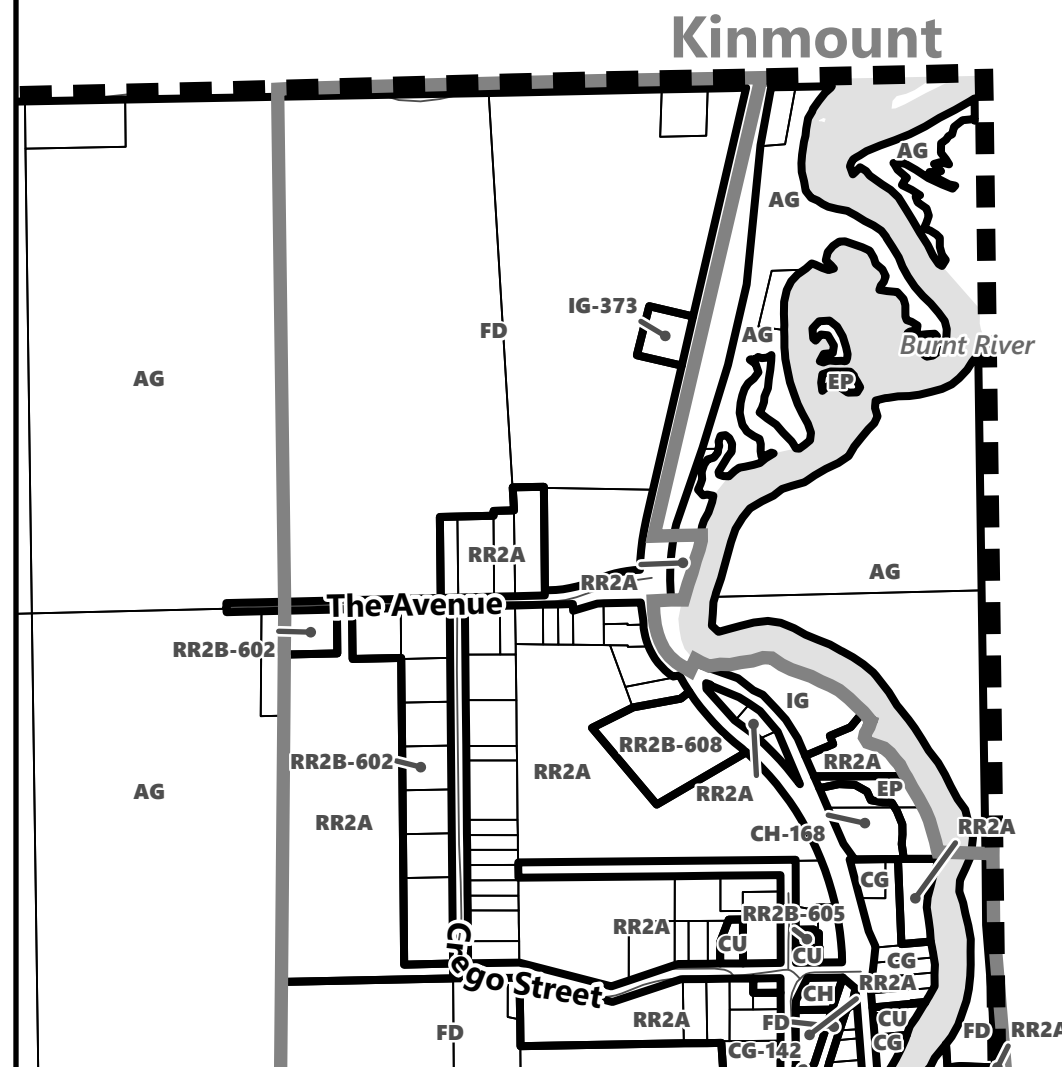 Kinmount
AG
AG
IG-373
FD
AG
Burnt River
AG
EP
RR2A
AG
RR2A
The Avenue
RR2B-602
IG
RR2B-608
RR2B-602
RR2A
RR2A
EP
AG
RR2A
RR2A
CH-168
RR2A
CG
RR2B-605
RR2A
CU
CU
CG
Crego Street
RR2A
CH
RR2A
FD
CU
FD
FD
RR2A
CG
CG-142